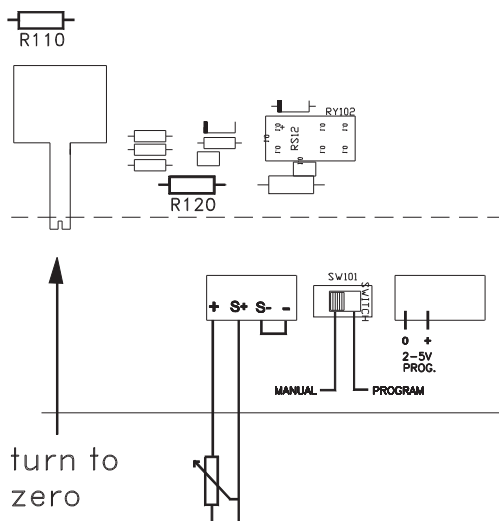 R110
RY102
RS12
R120
SW101
SWITCH
+ S+ S- -
0 +
2-5V
PROG.
MANUAL
PROGRAM
turn to
zero